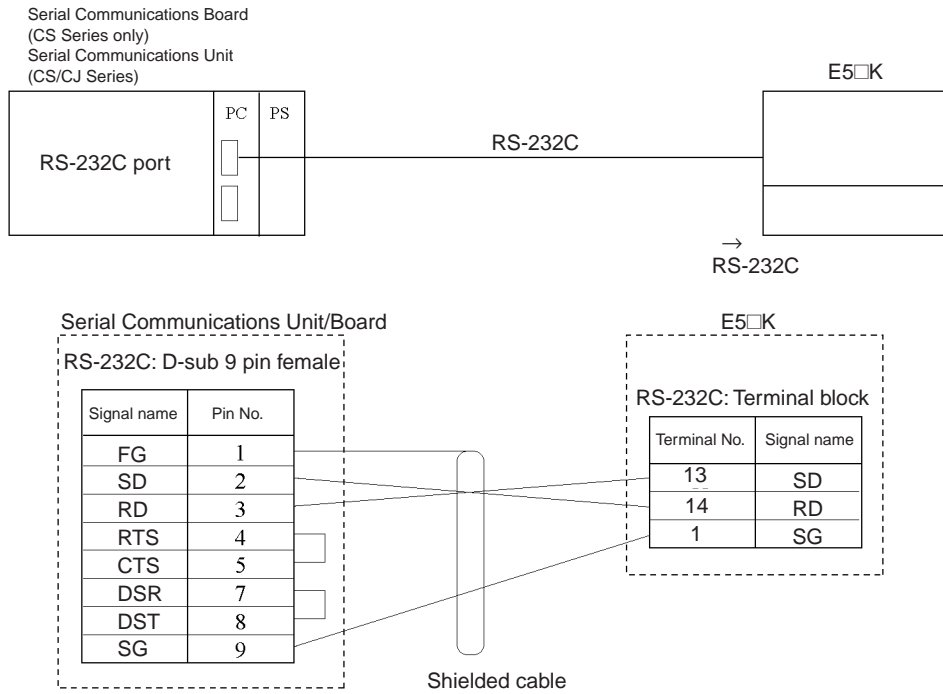 Serial Communications Board
(CS Series only)
Serial Communications Unit
(CS/CJ Series)
E5□K
PC PS
RS-232C port
RS-232C
→
RS-232C
Serial Communications Unit/Board
E5□K
RS-232C: D-sub 9 pin female
RS-232C: Terminal block
Signal name Pin No.
FG 1
SD 2
RD 3
RTS 4
CTS 5
DSR 7
DST 8
SG 9
Terminal No. Signal name
13 SD
14 RD
1 SG
Shielded cable